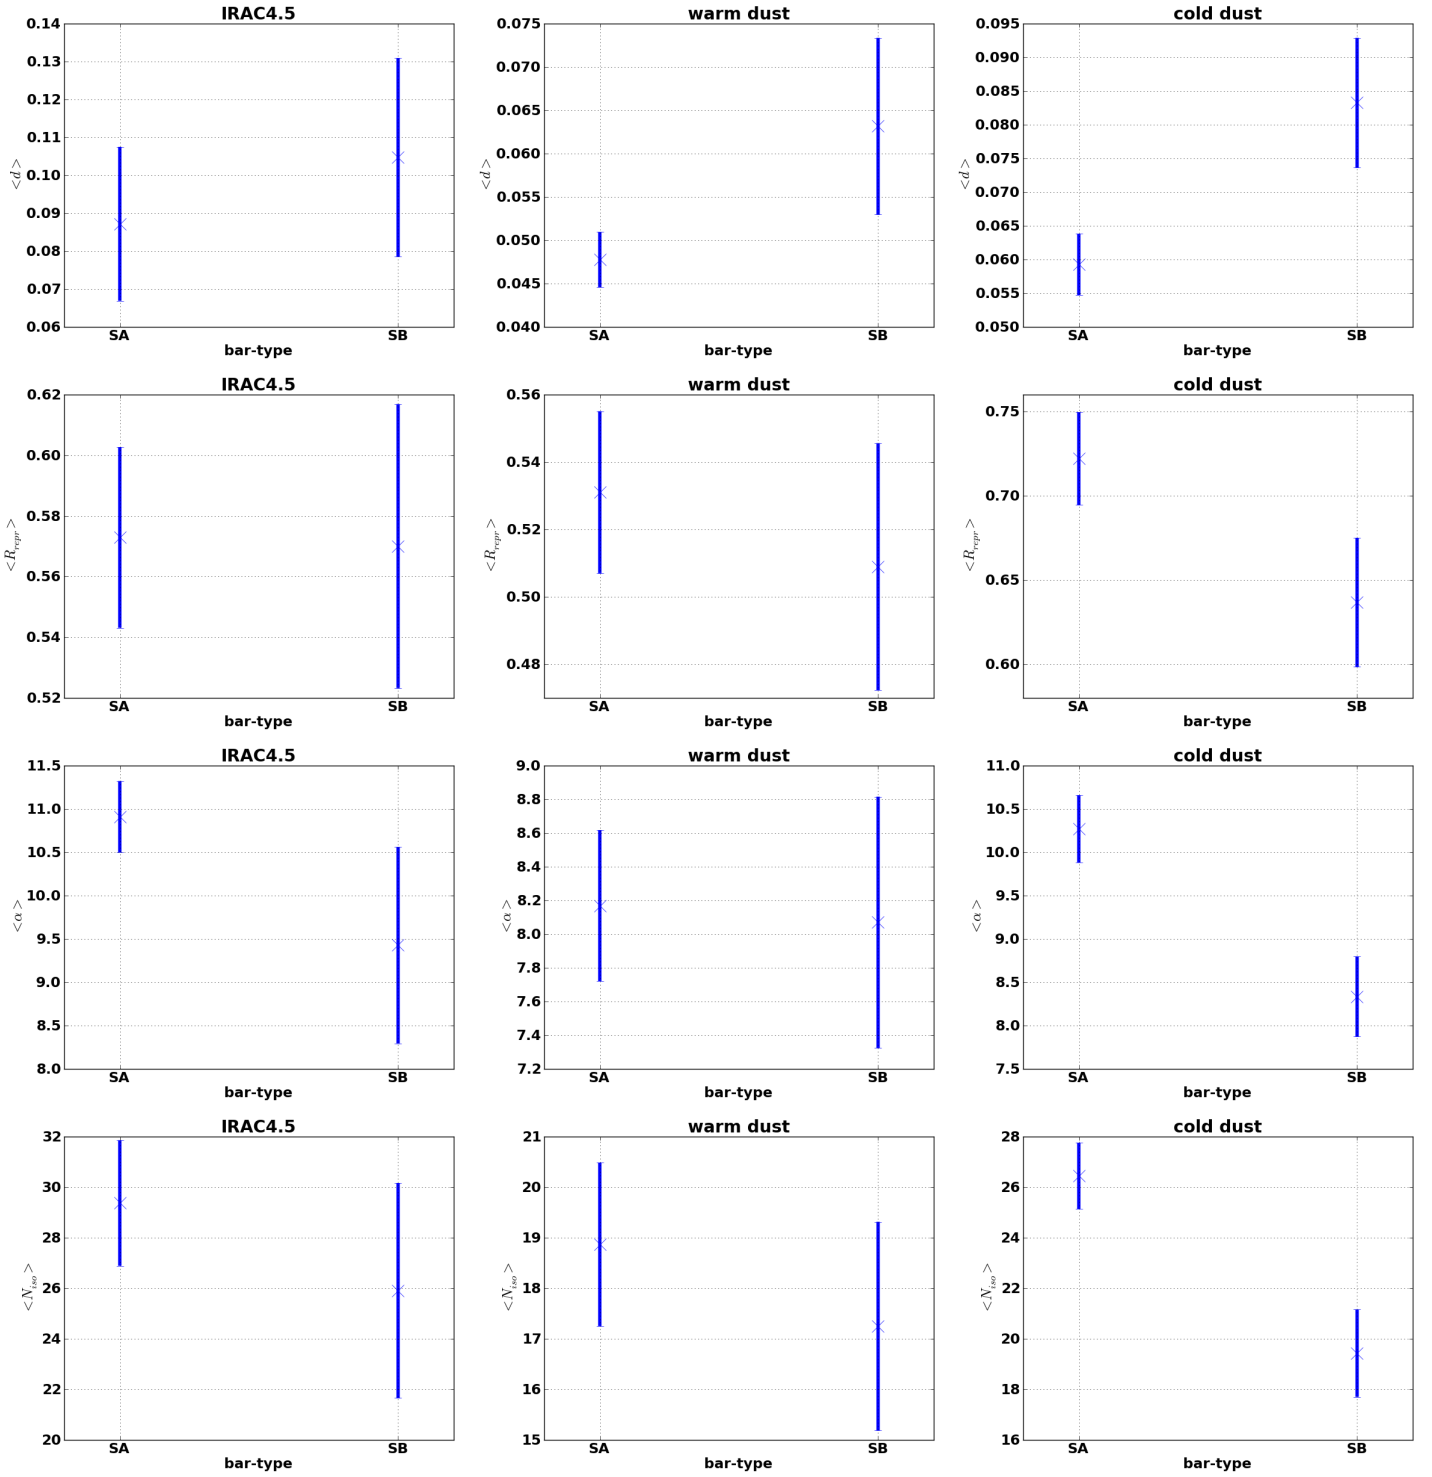 IRAC4.5 warm dust cold dust
0.14 0.075 0.095
0.13 0.070 0.090
0.12 0.065 0.085
0.11 0.060 0.080
0.10 0.055 0.075
0.09 0.050 0.070
0.08 0.045 0.065
0.07 0.040 0.060
0.06 0.055
0.050
<d> <d> <d>
SA SB SA SB SA SB
bar-type bar-type bar-type
IRAC4.5 warm dust cold dust
0.62 0.56 0.75
0.60 0.54 0.70
0.58 0.52 0.65
0.56 0.50 0.60
0.54 0.48
0.52
<R_repr> <R_repr> <R_repr>
SA SB SA SB SA SB
bar-type bar-type bar-type
IRAC4.5 warm dust cold dust
11.5 9.0 11.0
11.0 8.8 10.5
10.5 8.6 10.0
10.0 8.4 9.5
9.5 8.2 9.0
9.0 8.0 8.5
8.5 7.8 8.0
8.0 7.6 7.5
7.4
7.2
<α> <α> <α>
SA SB SA SB SA SB
bar-type bar-type bar-type
IRAC4.5 warm dust cold dust
32 21 28
30 20 26
28 19 24
26 18 22
24 17 20
22 16 18
20 15 16
<N_iso> <N_iso> <N_iso>
SA SB SA SB SA SB
bar-type bar-type bar-type